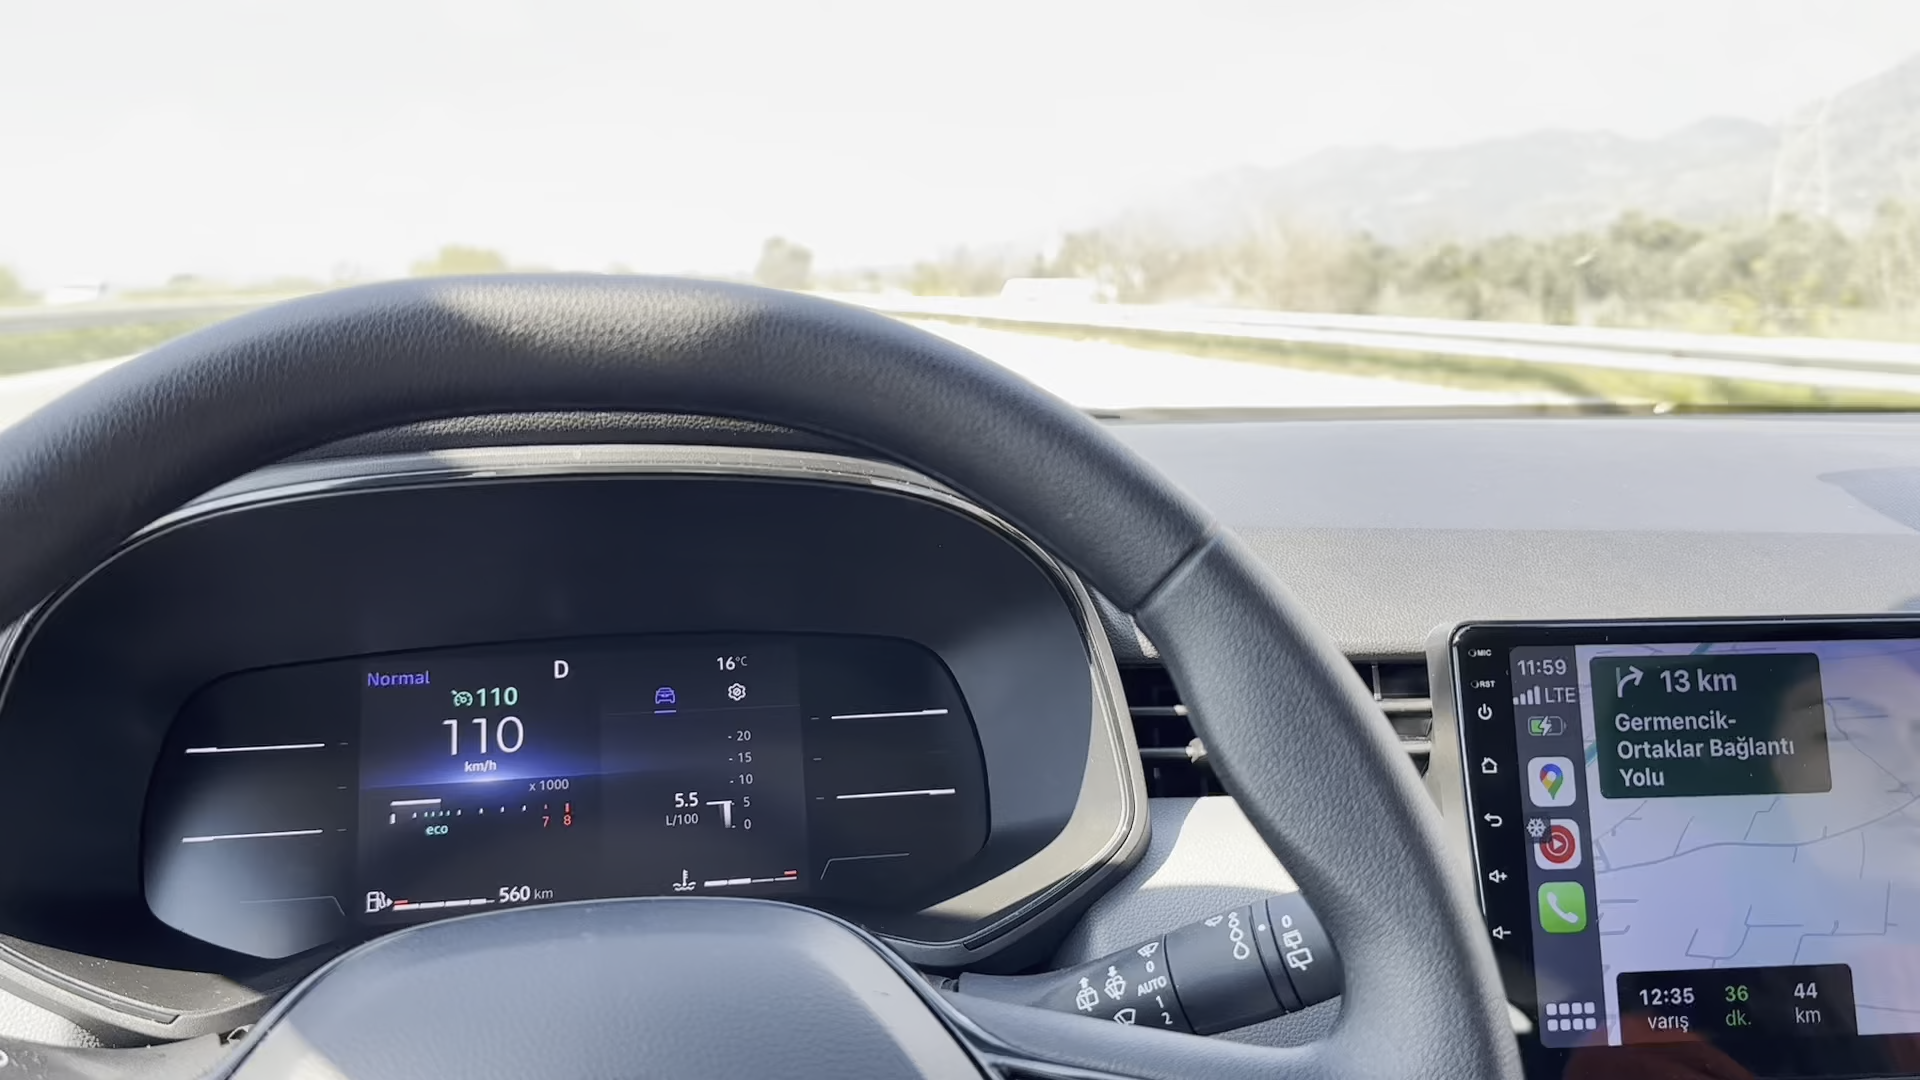 Normal
D
16°C
110
110
km/h
x 1000
7 8
eco
20
15
10
5
0
5.5
L/100
560 km
0
AUTO
1
2
0
MIC
RST
11:59
LTE
13 km
Germencik-
Ortaklar Bağlantı
Yolu
12:35 36 44
varış dk. km